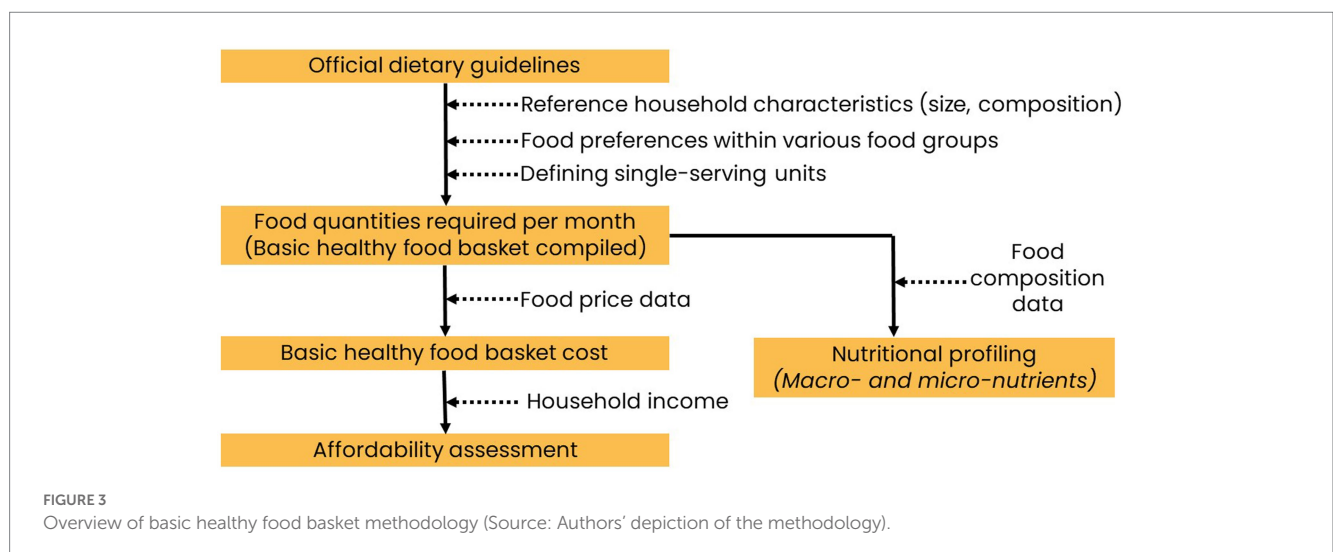 Official dietary guidelines
Reference household characteristics (size, composition)
Food preferences within various food groups
Defining single-serving units
Food quantities required per month
(Basic healthy food basket compiled)
Food
composition
data
Food price data
Basic healthy food basket cost
Nutritional profiling
(Macro- and micro-nutrients)
Household income
Affordability assessment
FIGURE 3
Overview of basic healthy food basket methodology (Source: Authors' depiction of the methodology).